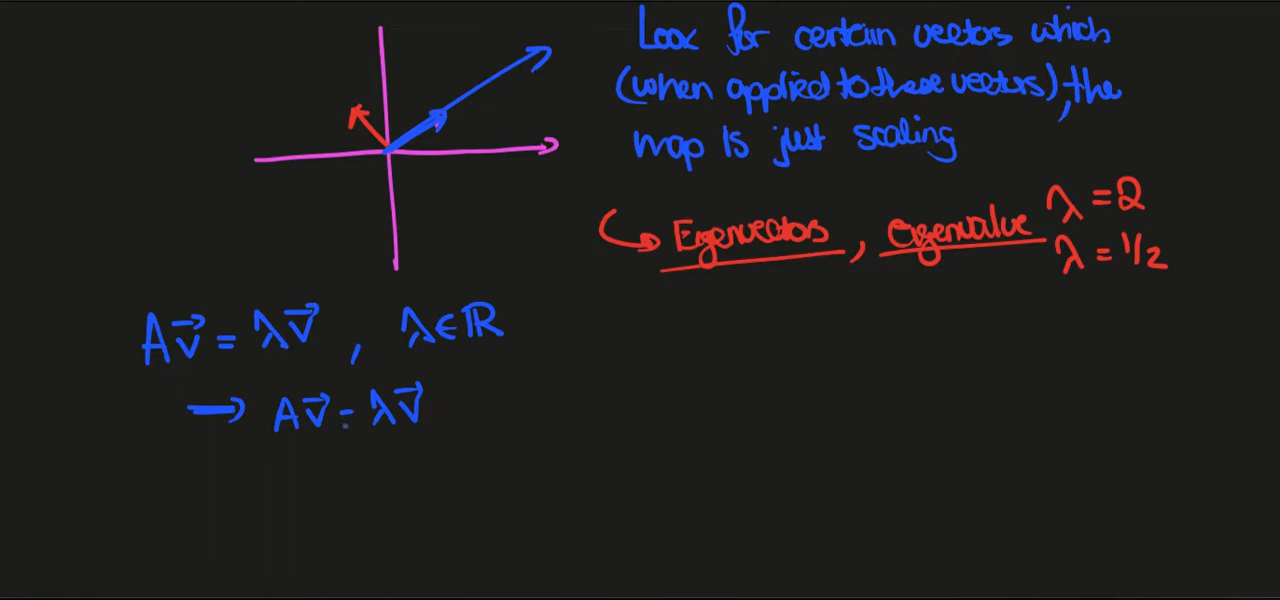 Look for certain vectors which
(when applied to these vectors), the
map is just scaling
Eigenvectors, eigenvalue λ = 2
λ = 1/2
Av⃗ = λv⃗ , λ ∈ ℝ
→ Av⃗ = λv⃗